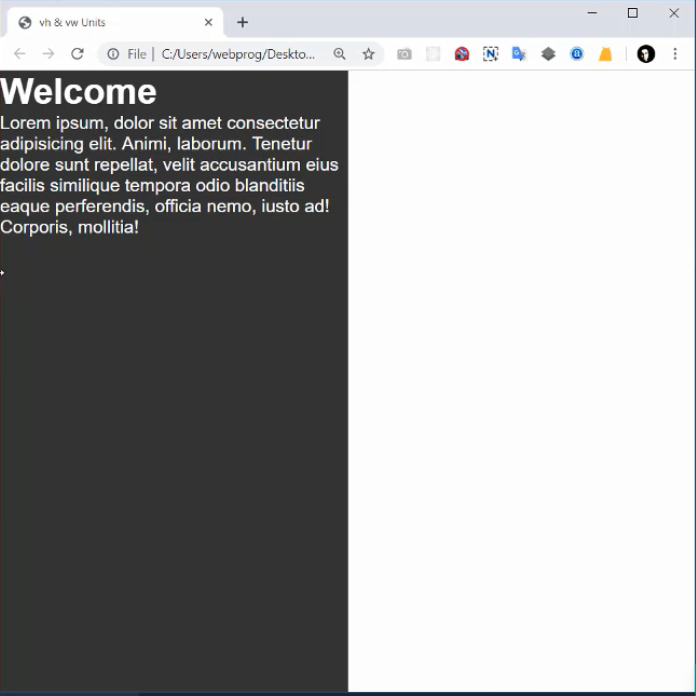 vh & vw Units
File | C:/Users/webprog/Deskto...
Welcome
Lorem ipsum, dolor sit amet consectetur
adipisicing elit. Animi, laborum. Tenetur
dolore sunt repellat, velit accusantium eius
facilis similique tempora odio blanditiis
eaque perferendis, officia nemo, iusto ad!
Corporis, mollitia!